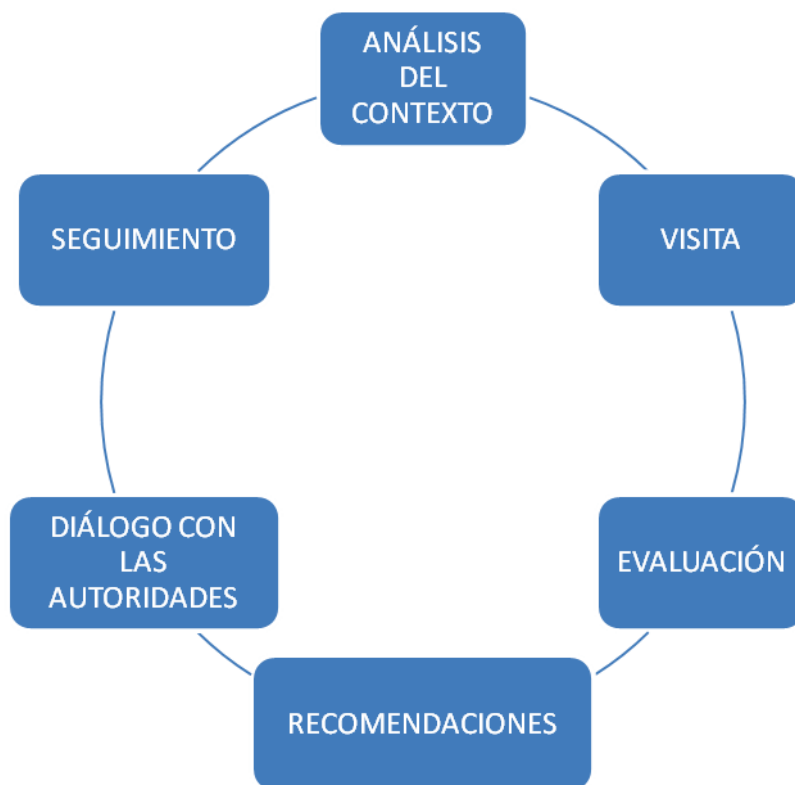 ANÁLISIS
DEL
CONTEXTO
VISITA
EVALUACIÓN
RECOMENDACIONES
DIÁLOGO CON
LAS
AUTORIDADES
SEGUIMIENTO